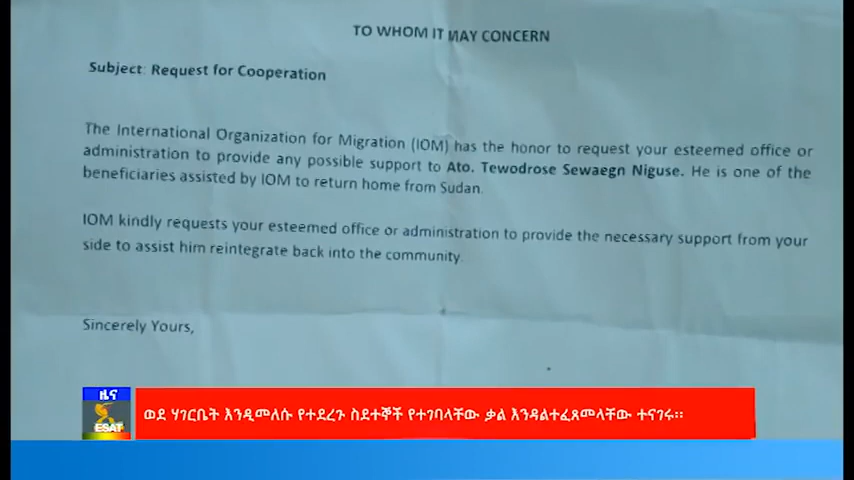 TO WHOM IT MAY CONCERN
Subject: Request for Cooperation
The International Organization for Migration (IOM) has the honor to request your esteemed office or
administration to provide any possible support to Ato. Tewodrose Sewaegn Niguse. He is one of the
beneficiaries assisted by IOM to return home from Sudan.
IOM kindly requests your esteemed office or administration to provide the necessary support from your
side to assist him reintegrate back into the community.
Sincerely Yours,
ዜና
ESAT
ወደ ሃገርቤት እንዲመለሱ የተደረጉ ስደተኞች የተገባላቸው ቃል እንዳልተፈጸመላቸው ተናገሩ።